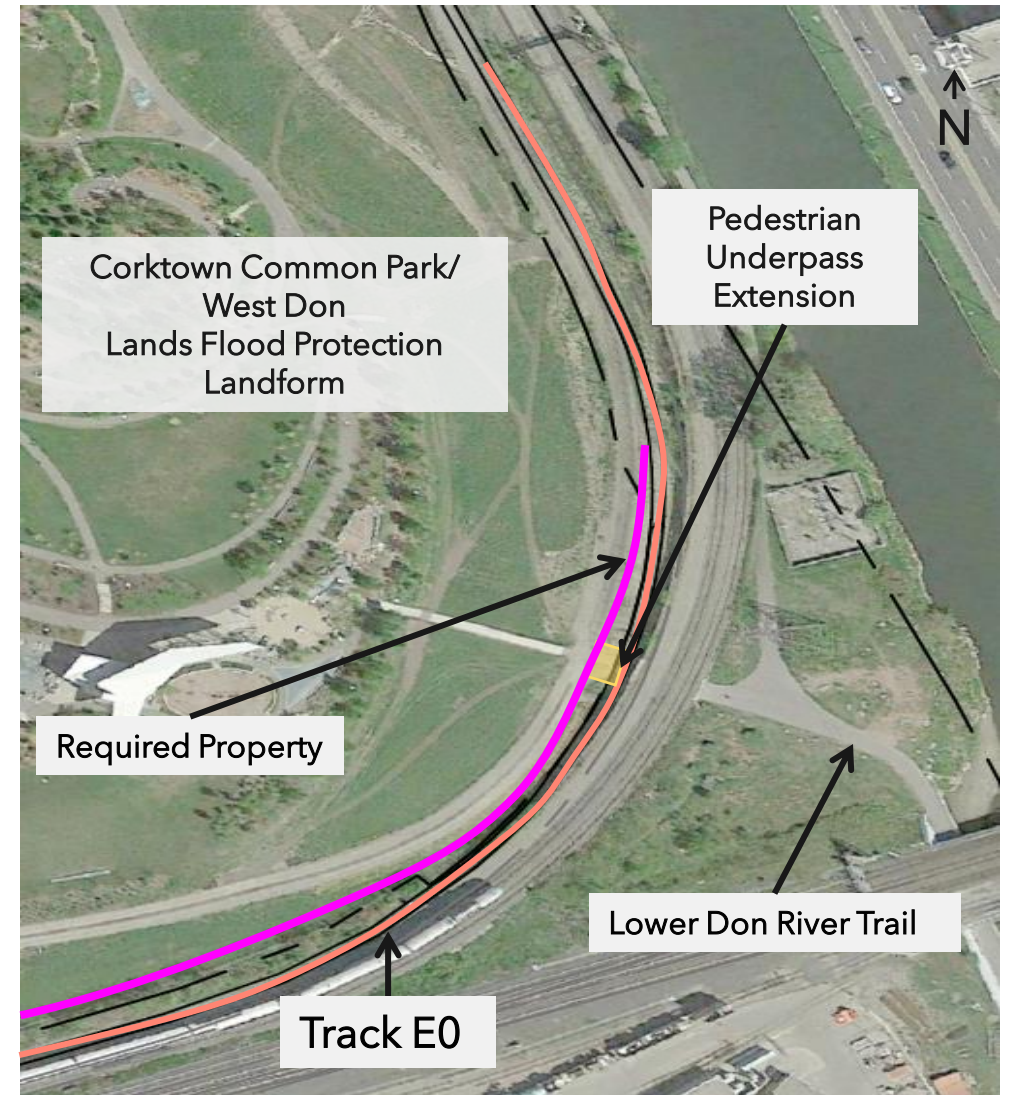 N
Pedestrian
Underpass
Extension
Corktown Common Park/
West Don
Lands Flood Protection
Landform
Required Property
Lower Don River Trail
Track E0